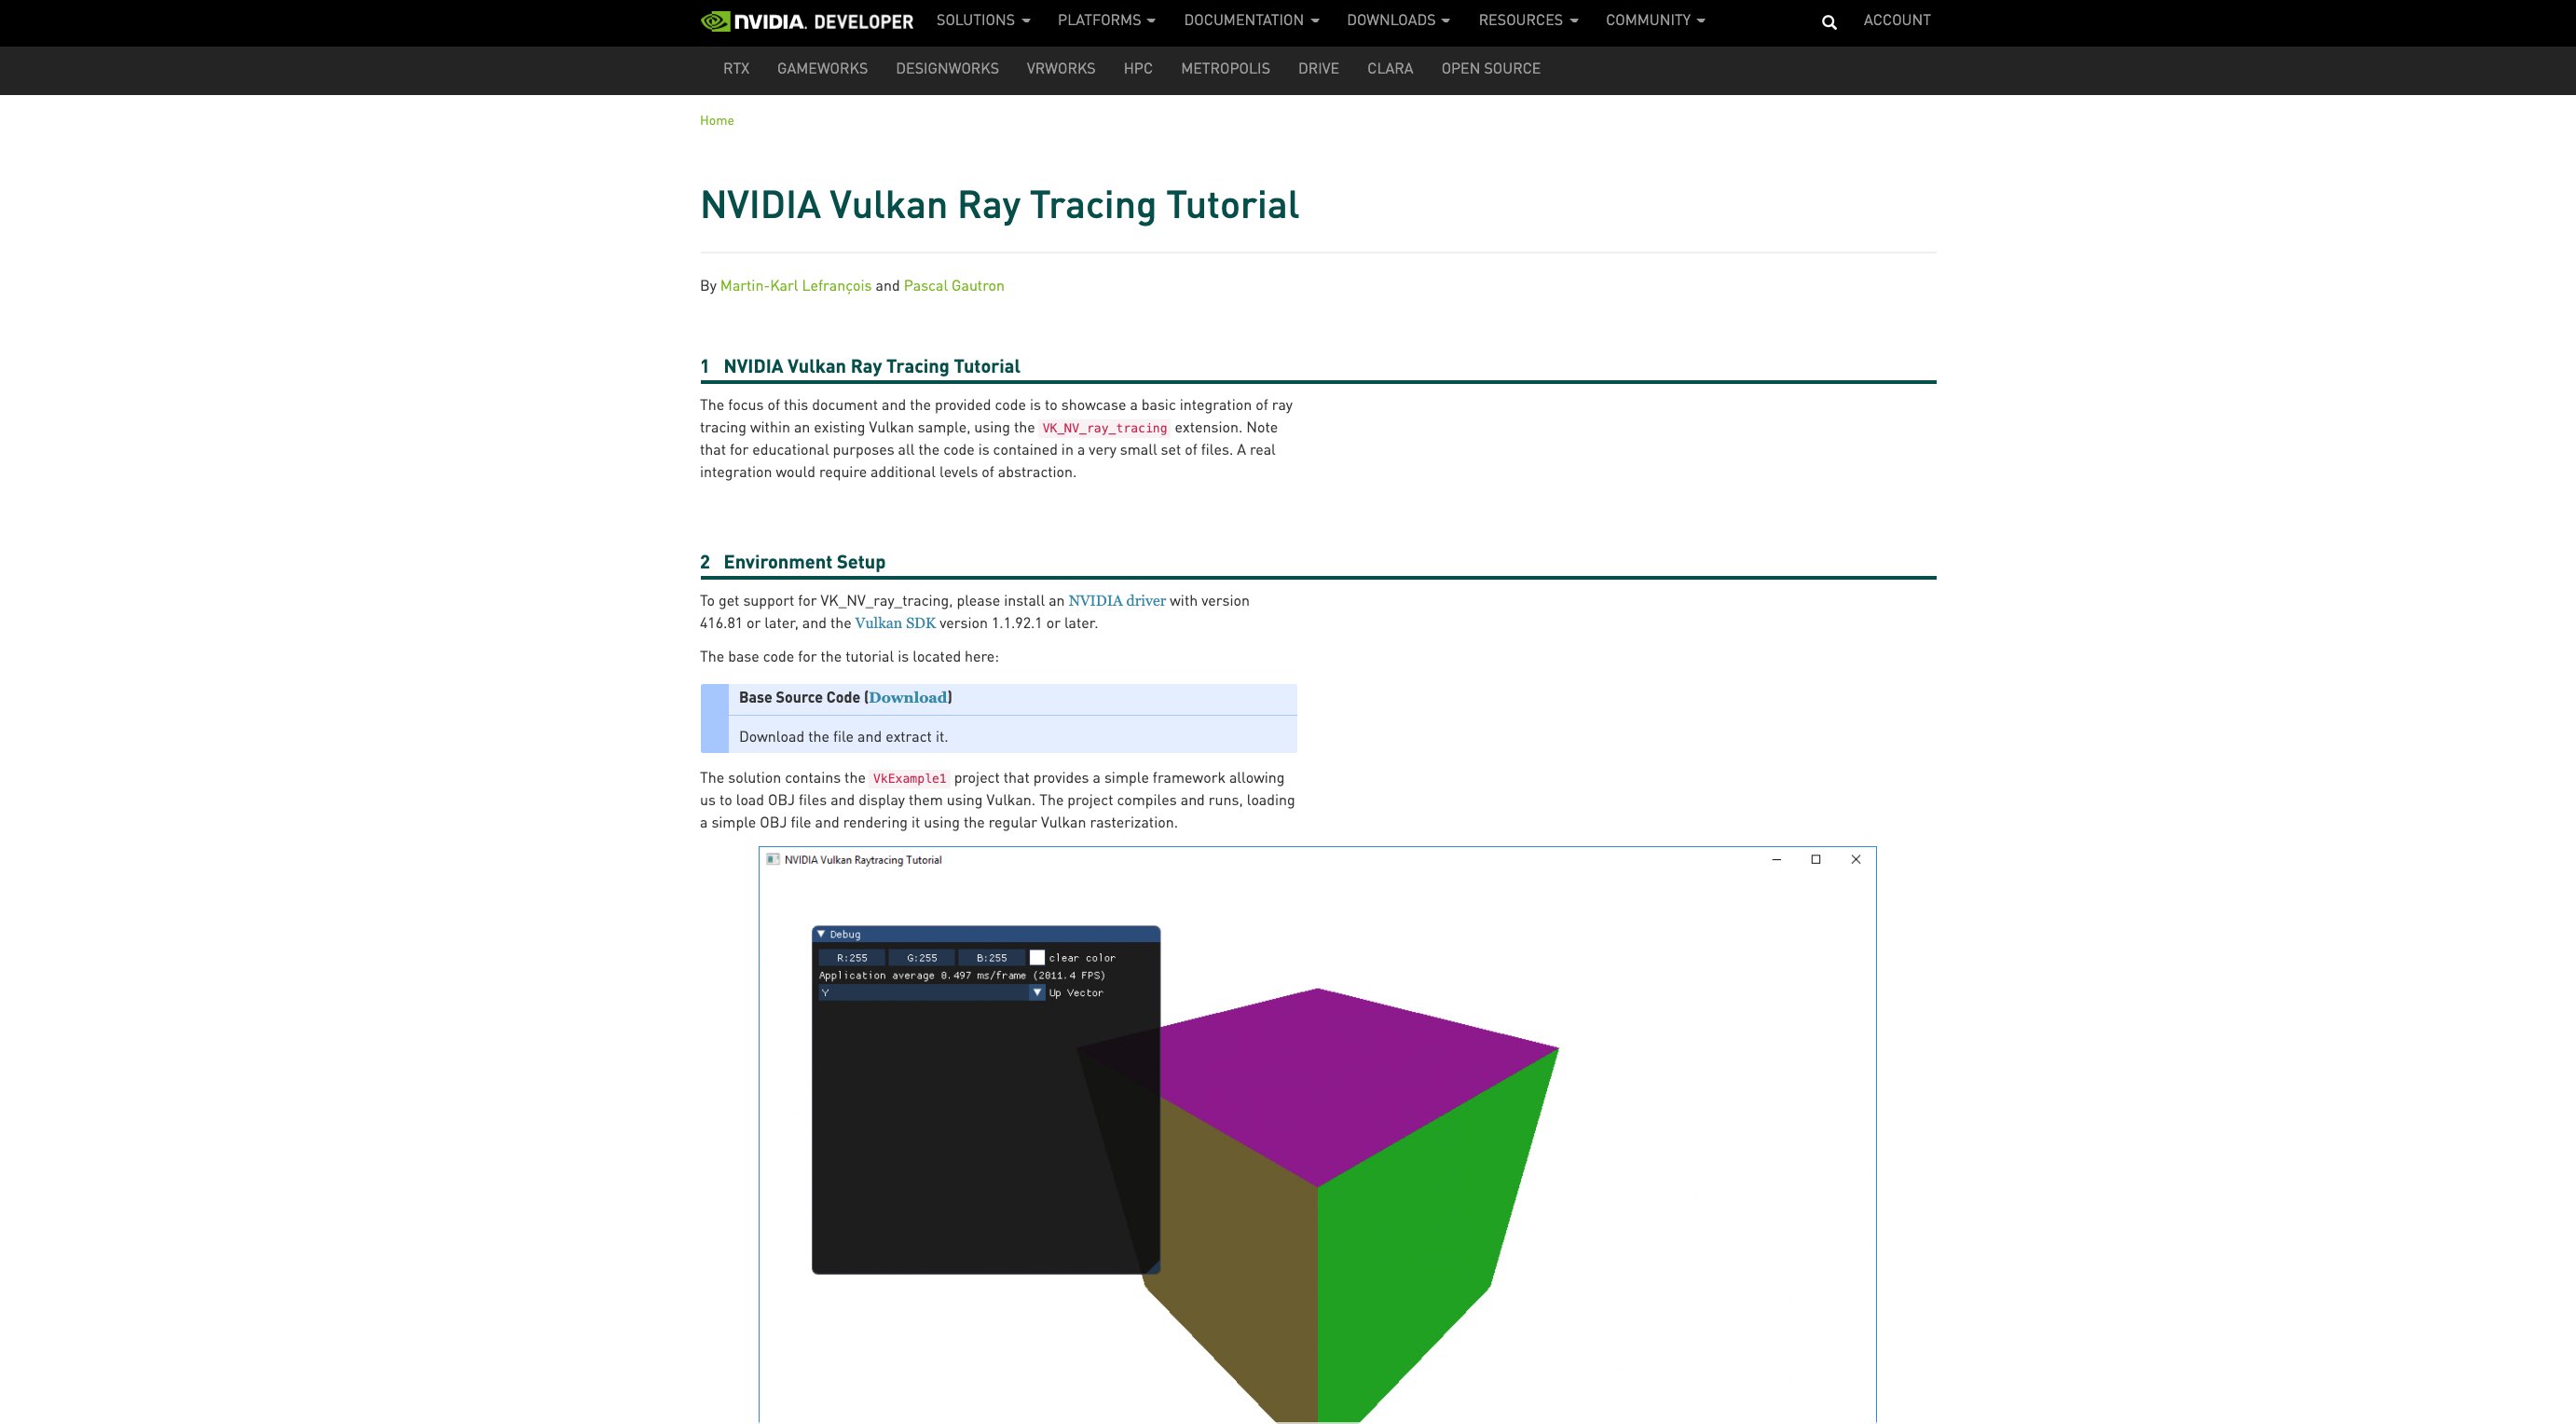 NVIDIA. DEVELOPER SOLUTIONS PLATFORMS DOCUMENTATION DOWNLOADS RESOURCES COMMUNITY ACCOUNT
RTX GAMEWORKS DESIGNWORKS VRWORKS HPC METROPOLIS DRIVE CLARA OPEN SOURCE
Home
NVIDIA Vulkan Ray Tracing Tutorial
By Martin-Karl Lefrançois and Pascal Gautron
1 NVIDIA Vulkan Ray Tracing Tutorial
The focus of this document and the provided code is to showcase a basic integration of ray
tracing within an existing Vulkan sample, using the VK_NV_ray_tracing extension. Note
that for educational purposes all the code is contained in a very small set of files. A real
integration would require additional levels of abstraction.
2 Environment Setup
To get support for VK_NV_ray_tracing, please install an NVIDIA driver with version
416.81 or later, and the Vulkan SDK version 1.1.92.1 or later.
The base code for the tutorial is located here:
Base Source Code (Download)
Download the file and extract it.
The solution contains the VkExample1 project that provides a simple framework allowing
us to load OBJ files and display them using Vulkan. The project compiles and runs, loading
a simple OBJ file and rendering it using the regular Vulkan rasterization.
NVIDIA Vulkan Raytracing Tutorial
Debug
R:255 G:255 B:255 clear color
Application average 0.497 ms/frame (2011.4 FPS)
Y Up Vector